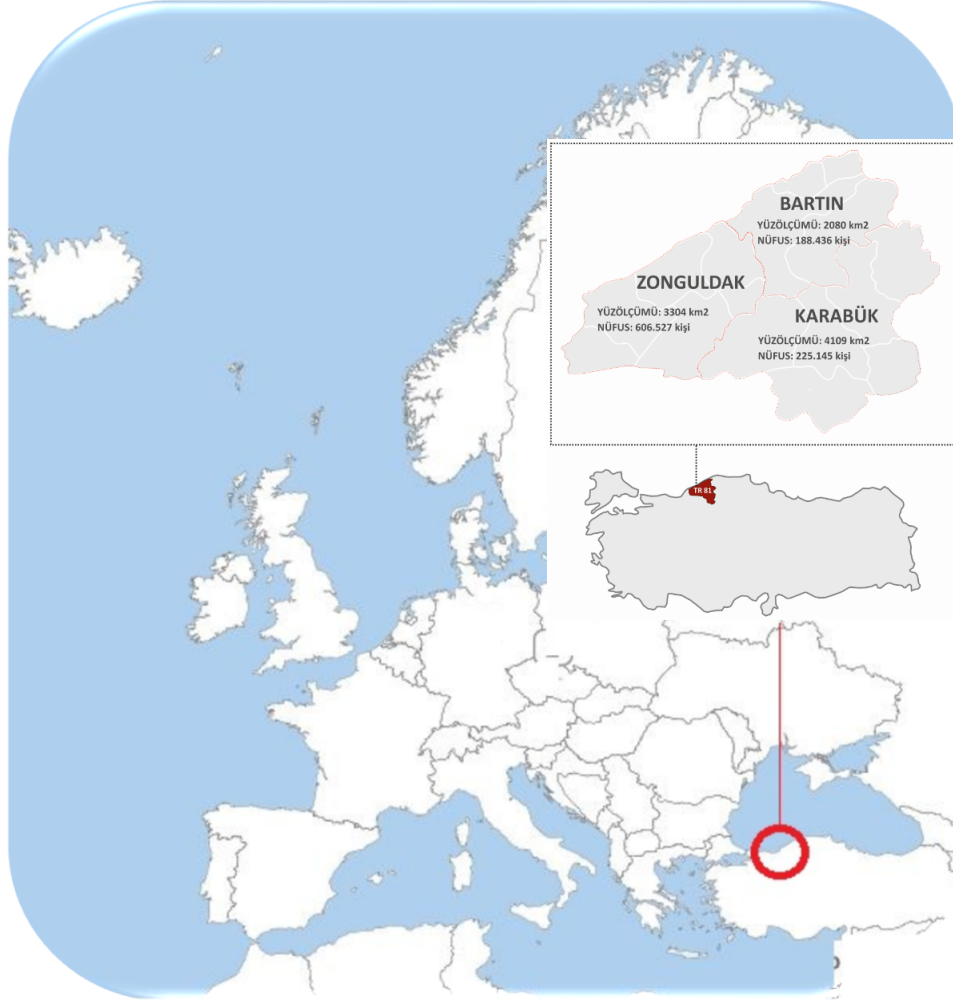 BARTIN
YÜZÖLÇÜMÜ: 2080 km2
NÜFUS: 188.436 kişi
ZONGULDAK
YÜZÖLÇÜMÜ: 3304 km2
NÜFUS: 606.527 kişi
KARABÜK
YÜZÖLÇÜMÜ: 4109 km2
NÜFUS: 225.145 kişi
TR 81